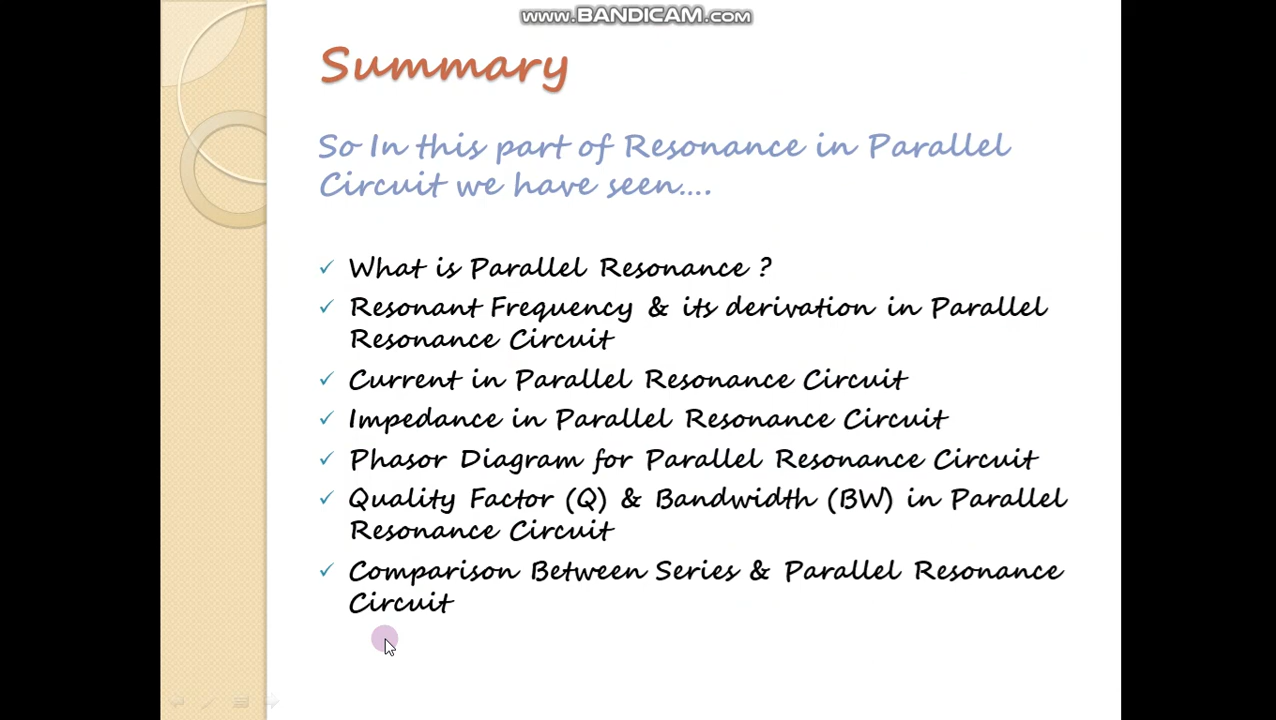 www.BANDICAM.com
Summary
So In this part of Resonance in Parallel
Circuit we have seen....
✓ What is Parallel Resonance ?
✓ Resonant Frequency & its derivation in Parallel
Resonance Circuit
✓ Current in Parallel Resonance Circuit
✓ Impedance in Parallel Resonance Circuit
✓ Phasor Diagram for Parallel Resonance Circuit
✓ Quality Factor (Q) & Bandwidth (BW) in Parallel
Resonance Circuit
✓ Comparison Between Series & Parallel Resonance
Circuit